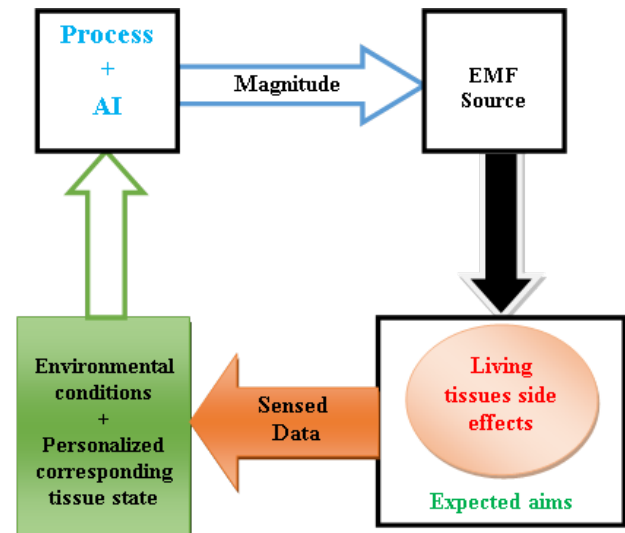 Process
+
AI
Magnitude
EMF
Source
Environmental
conditions
+
Personalized
corresponding
tissue state
Sensed
Data
Living
tissues side
effects
Expected aims